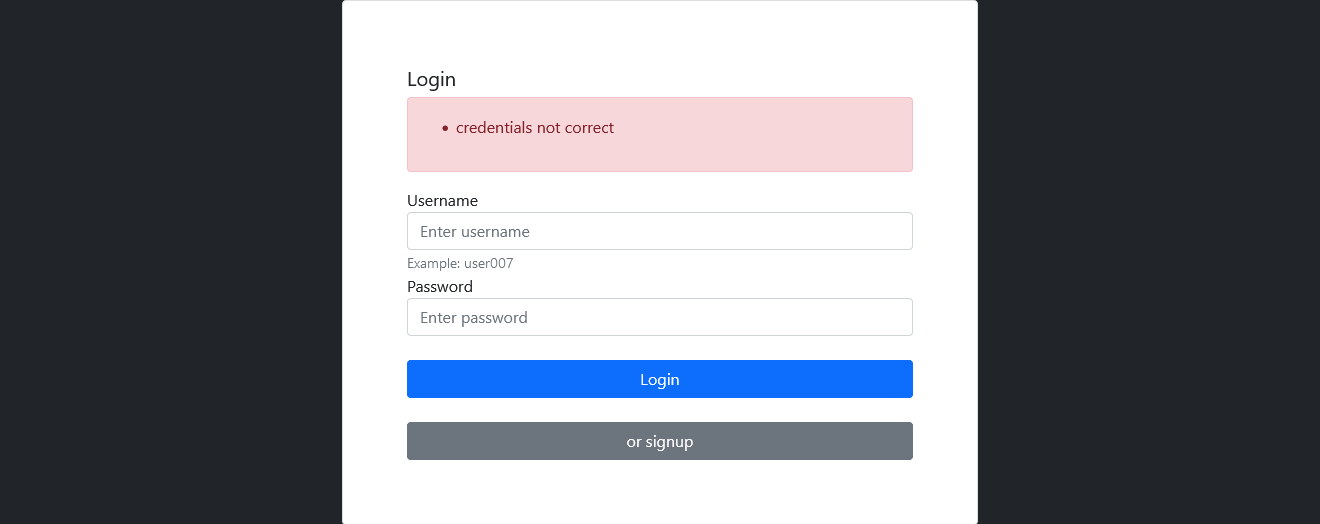 Login
• credentials not correct
Username
Enter username
Example: user007
Password
Enter password
Login
or signup